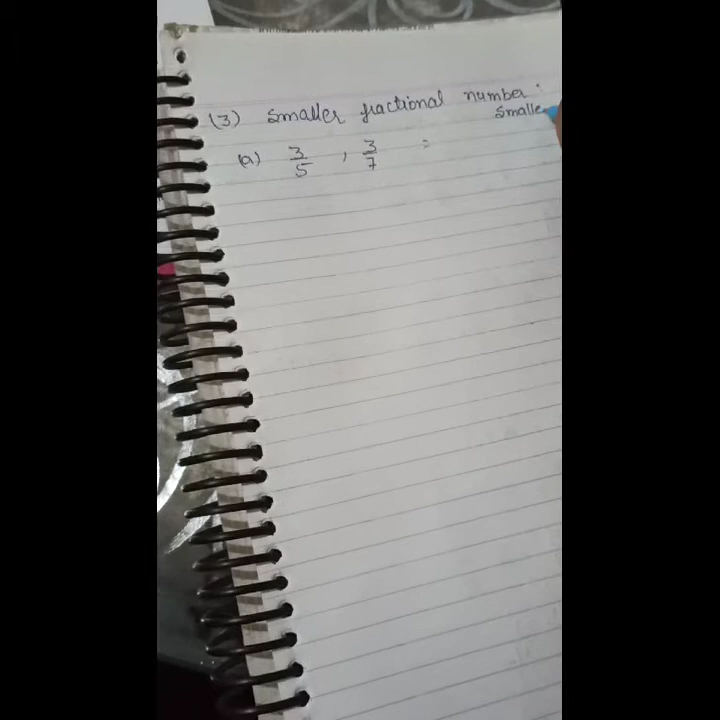 (3) smaller fractional number :
Smalle
(a) 3/5 , 3/7 =